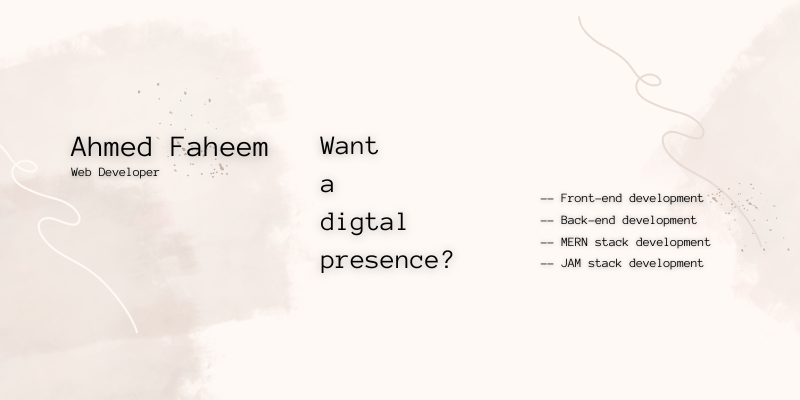 Ahmed Faheem
Web Developer
Want
a
digtal
presence?
—— Front-end development
—— Back-end development
—— MERN stack development
—— JAM stack development